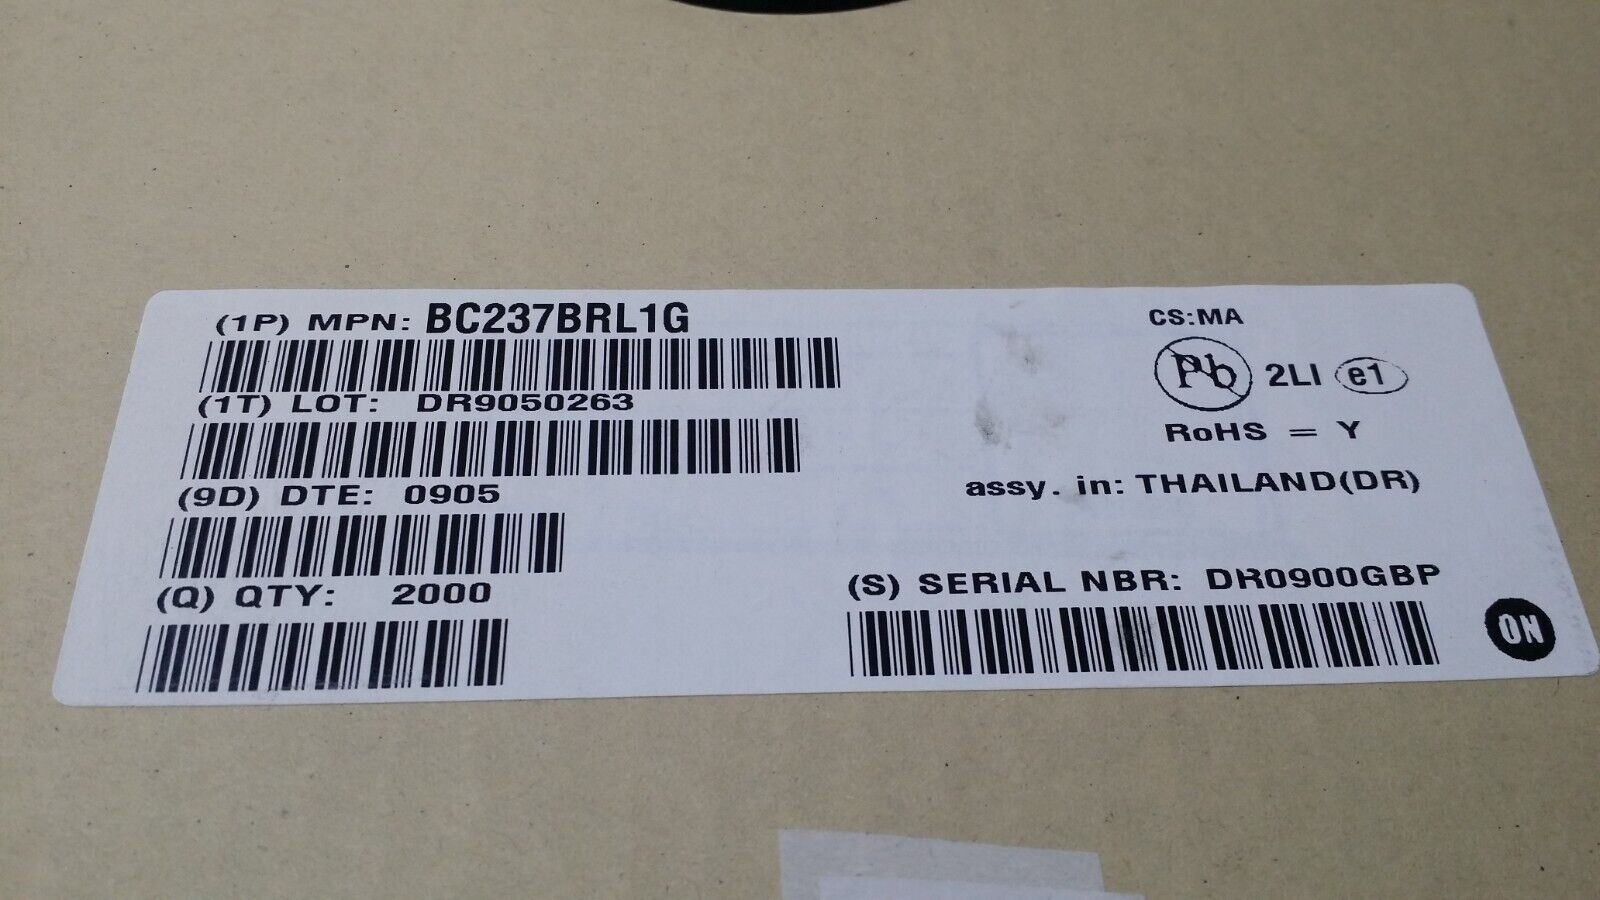 (1P) MPN: BC237BRL1G
(1T) LOT: DR9050263
(9D) DTE: 0905
(Q) QTY: 2000
CS:MA
Pb 2LI e1
RoHS = Y
assy. in: THAILAND(DR)
(S) SERIAL NBR: DR0900GBP
ON